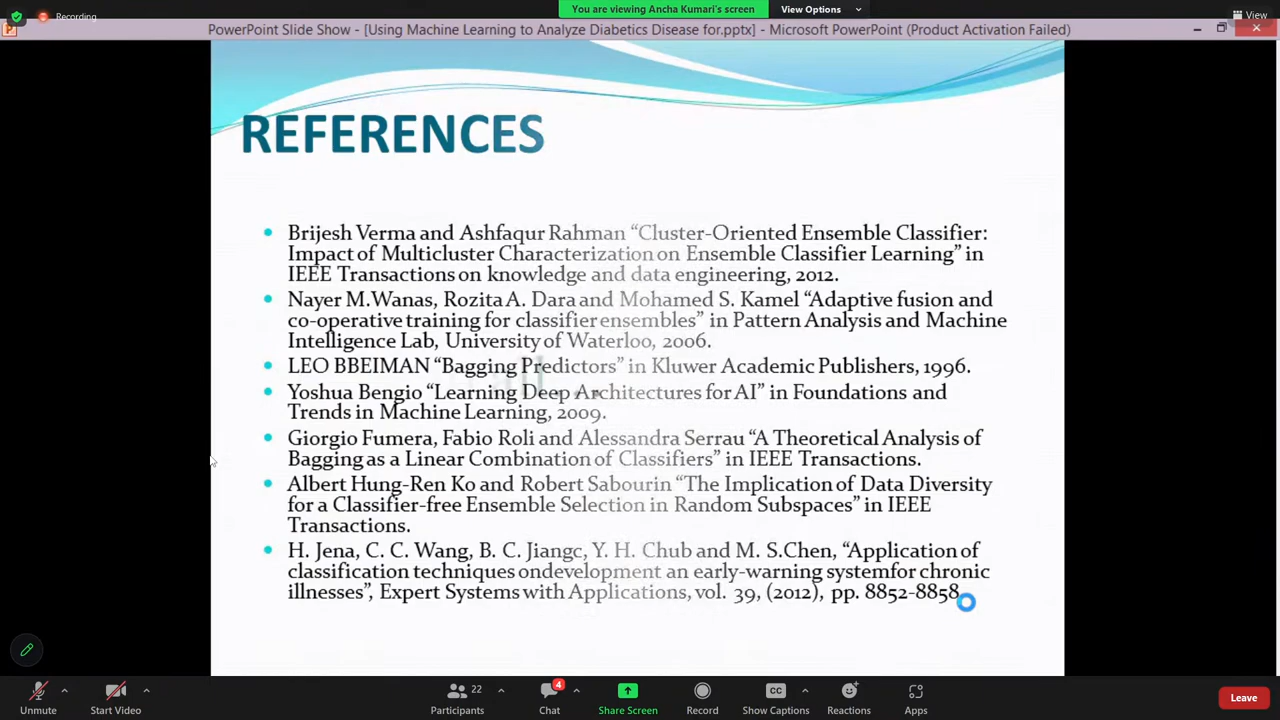 Recording
You are viewing Ancha Kumari's screen
View Options
View
PowerPoint Slide Show - [Using Machine Learning to Analyze Diabetics Disease for.pptx] - Microsoft PowerPoint (Product Activation Failed)
REFERENCES
Brijesh Verma and Ashfaqur Rahman “Cluster-Oriented Ensemble Classifier:
Impact of Multicluster Characterization on Ensemble Classifier Learning” in
IEEE Transactions on knowledge and data engineering, 2012.
Nayer M.Wanas, Rozita A. Dara and Mohamed S. Kamel “Adaptive fusion and
co-operative training for classifier ensembles” in Pattern Analysis and Machine
Intelligence Lab, University of Waterloo, 2006.
LEO BBEIMAN “Bagging Predictors” in Kluwer Academic Publishers, 1996.
Yoshua Bengio “Learning Deep Architectures for AI” in Foundations and
Trends in Machine Learning, 2009.
Giorgio Fumera, Fabio Roli and Alessandra Serrau “A Theoretical Analysis of
Bagging as a Linear Combination of Classifiers” in IEEE Transactions.
Albert Hung-Ren Ko and Robert Sabourin “The Implication of Data Diversity
for a Classifier-free Ensemble Selection in Random Subspaces” in IEEE
Transactions.
H. Jena, C. C. Wang, B. C. Jiangc, Y. H. Chub and M. S.Chen, “Application of
classification techniques ondevelopment an early-warning systemfor chronic
illnesses”, Expert Systems with Applications, vol. 39, (2012), pp. 8852-8858.
Unmute
Start Video
Participants
22
Chat
4
Share Screen
Record
CC
Show Captions
Reactions
Apps
Leave